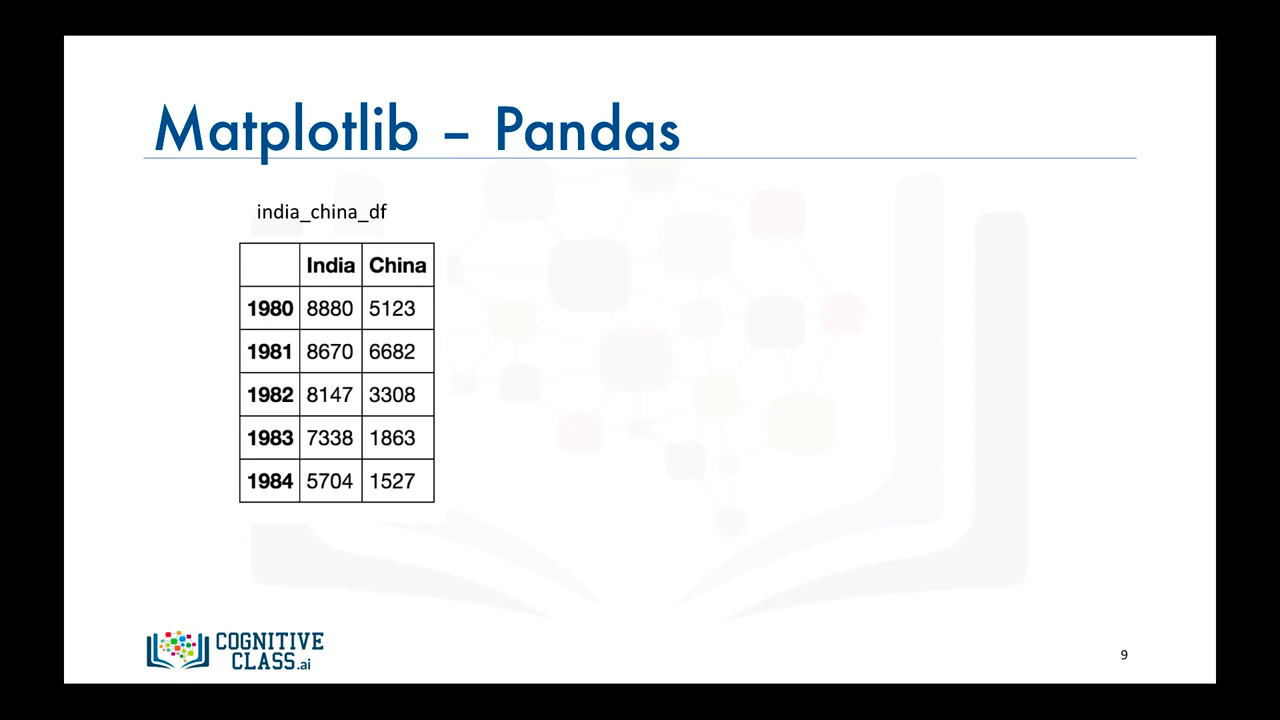 Matplotlib – Pandas
india_china_df
India China
1980 8880 5123
1981 8670 6682
1982 8147 3308
1983 7338 1863
1984 5704 1527
COGNITIVE
CLASS.ai
9